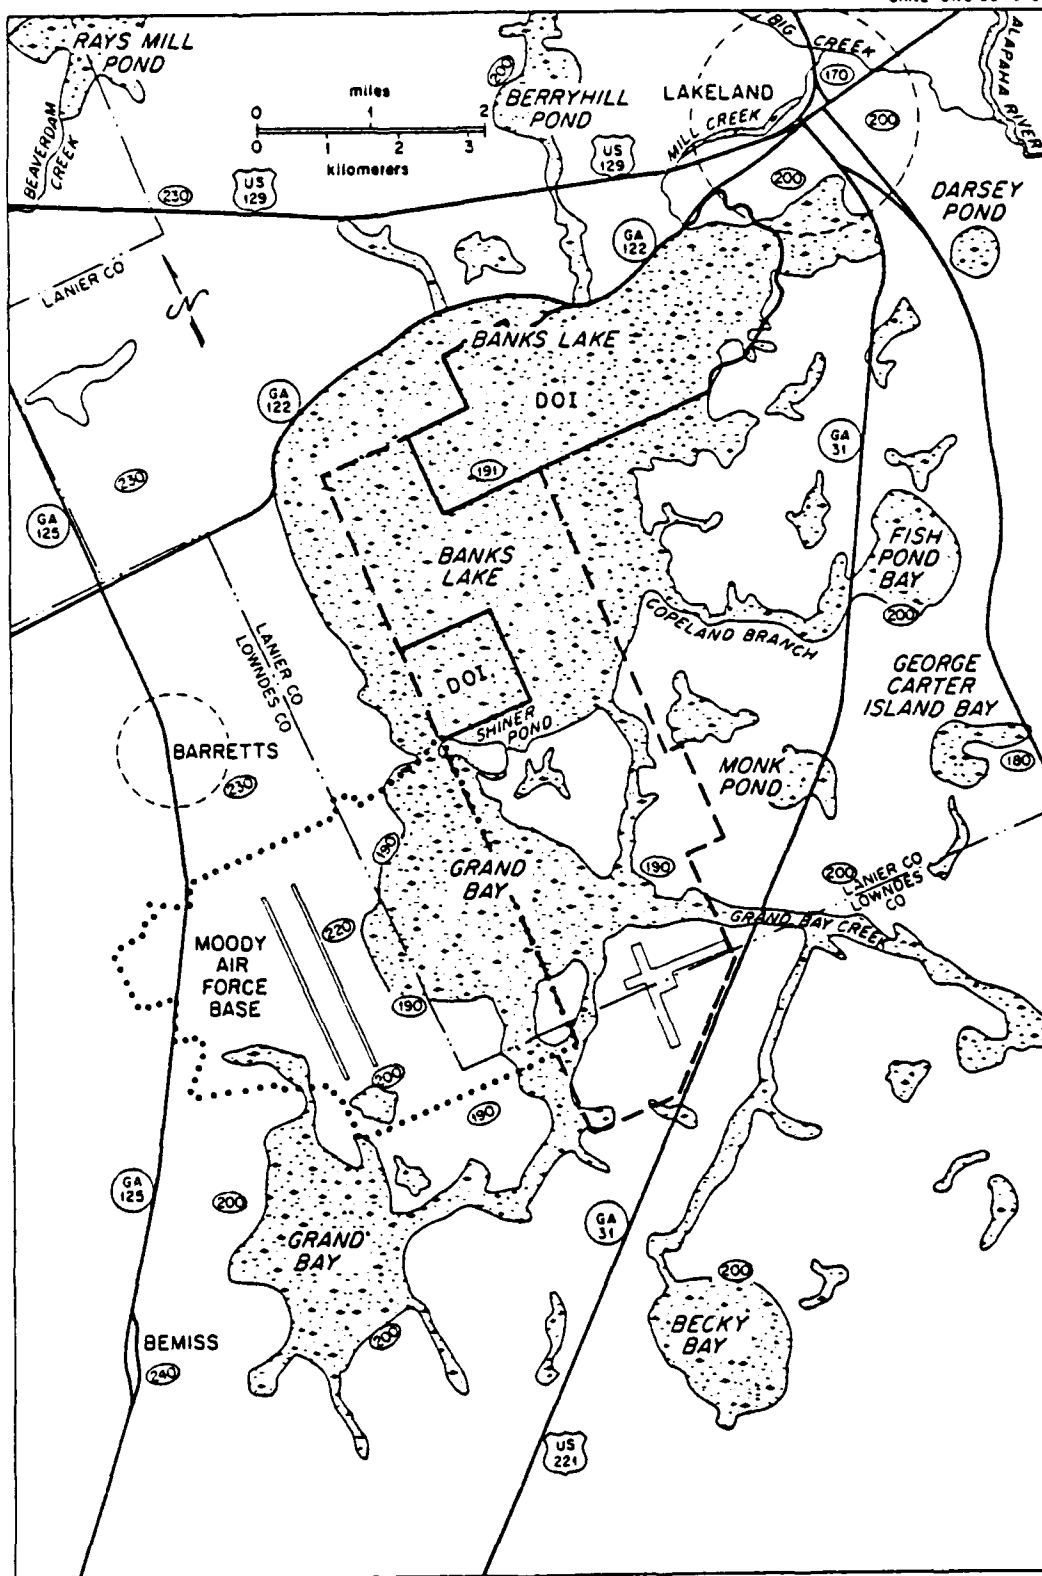 RAYS MILL
POND
BEAVERDAM
CREEK
miles
0 1 2
0 1 2 3
kilometers
200
BERRYHILL
POND
LAKELAND
BIG CREEK
170
200
MILL CREEK
ALAPAHA RIVER
US
129
US
129
230
200
DARSEY
POND
LANIER CO
N
GA
122
BANKS LAKE
DOI
GA
122
GA
31
191
230
GA
125
FISH
POND
BAY
200
BANKS
LAKE
COPELAND BRANCH
LANIER CO
LOWNDES CO
DOI
SHINER
POND
GEORGE
CARTER
ISLAND BAY
180
BARRETTS
230
MONK
POND
190
GRAND
BAY
190
200
LANIER CO
LOWNDES
CO
GRAND BAY CREEK
MOODY
AIR
FORCE
BASE
220
190
200
190
GA
125
200
GRAND
BAY
GA
31
200
BECKY
BAY
200
BEMISS
240
US
221